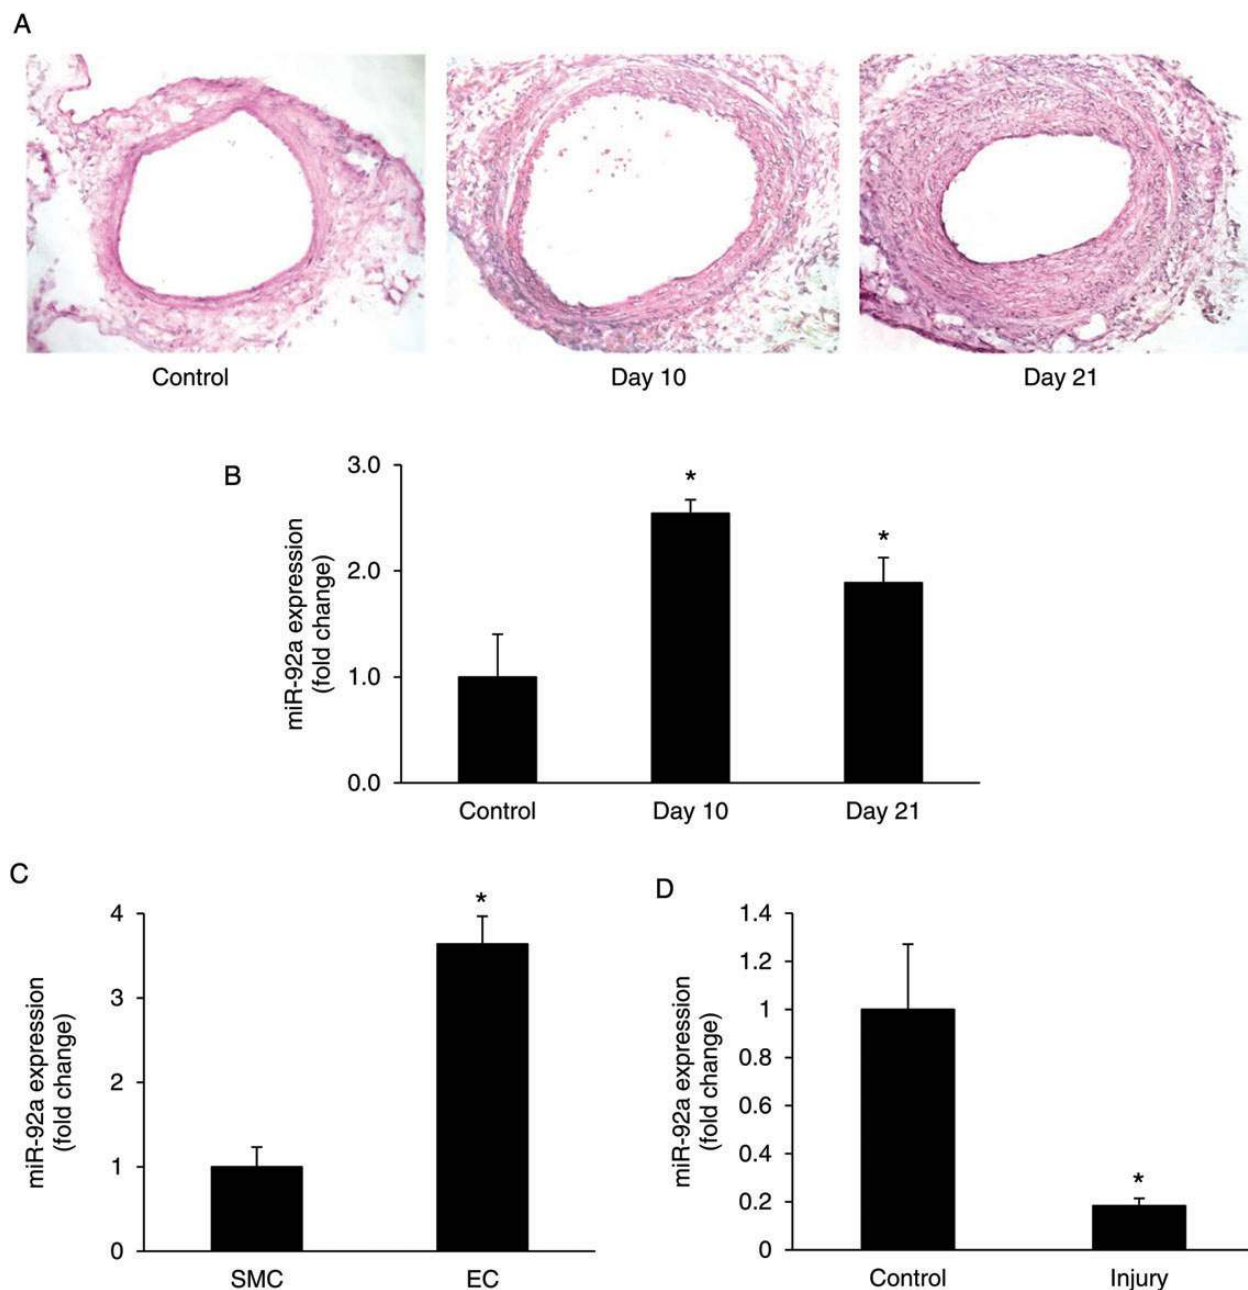 A
Control
Day 10
Day 21
B
miR-92a expression
(fold change)
3.0
2.0
1.0
0.0
*
*
Control
Day 10
Day 21
C
miR-92a expression
(fold change)
4
3
2
1
0
*
SMC
EC
D
miR-92a expression
(fold change)
1.4
1.2
1
0.8
0.6
0.4
0.2
0
*
Control
Injury